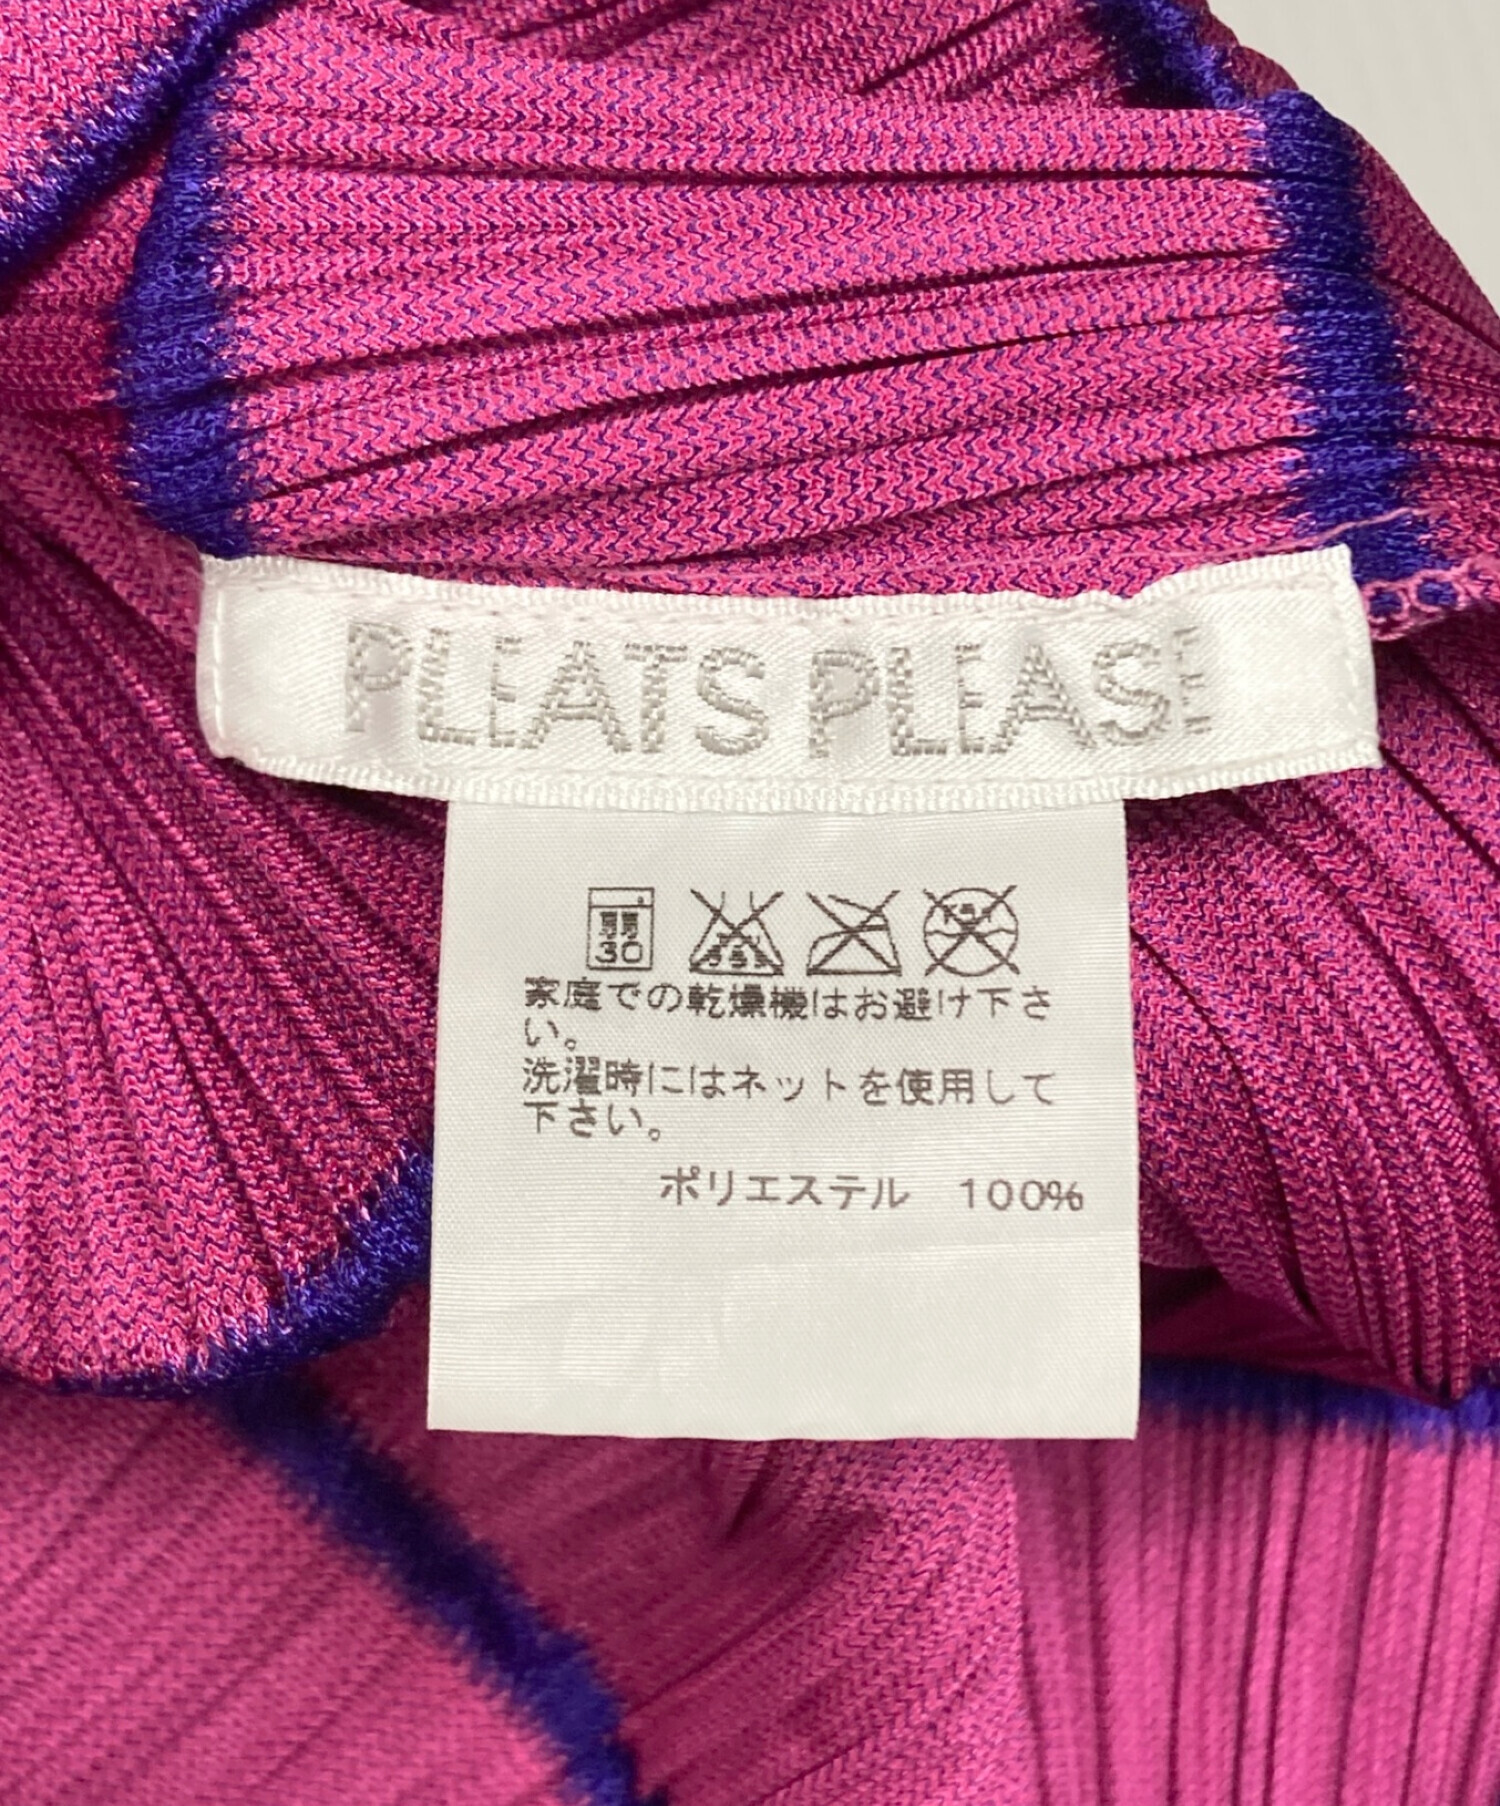 PLEATS PLEASE
弱
30
家庭での乾燥機はお避け下さ
い。
洗濯時にはネットを使用して
下さい。
ポリエステル 100%